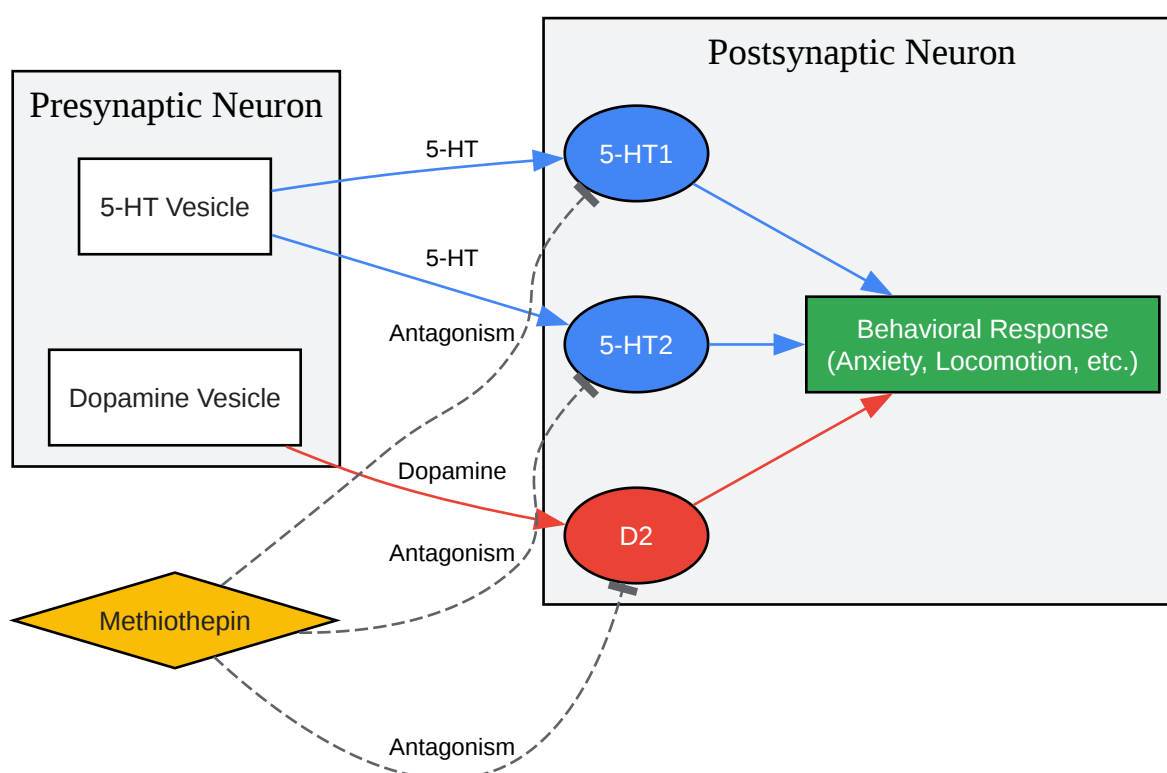 Postsynaptic Neuron
Presynaptic Neuron
5-HT
5-HT1
5-HT Vesicle
5-HT
Antagonism
5-HT2
Behavioral Response
(Anxiety, Locomotion, etc.)
Dopamine Vesicle
Dopamine
D2
Antagonism
Methiothepin
Antagonism